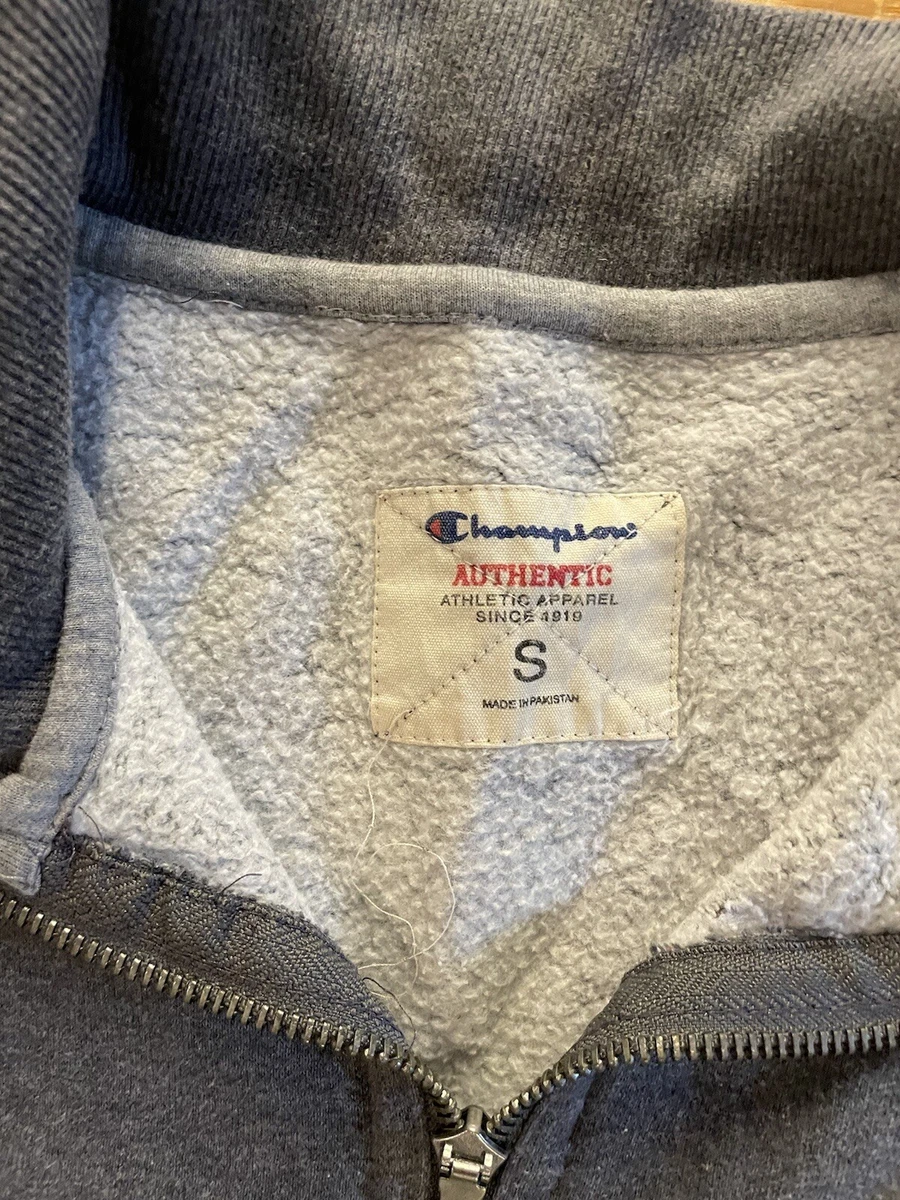 Champion
AUTHENTIC
ATHLETIC APPAREL
SINCE 1919
S
MADE IN PAKISTAN